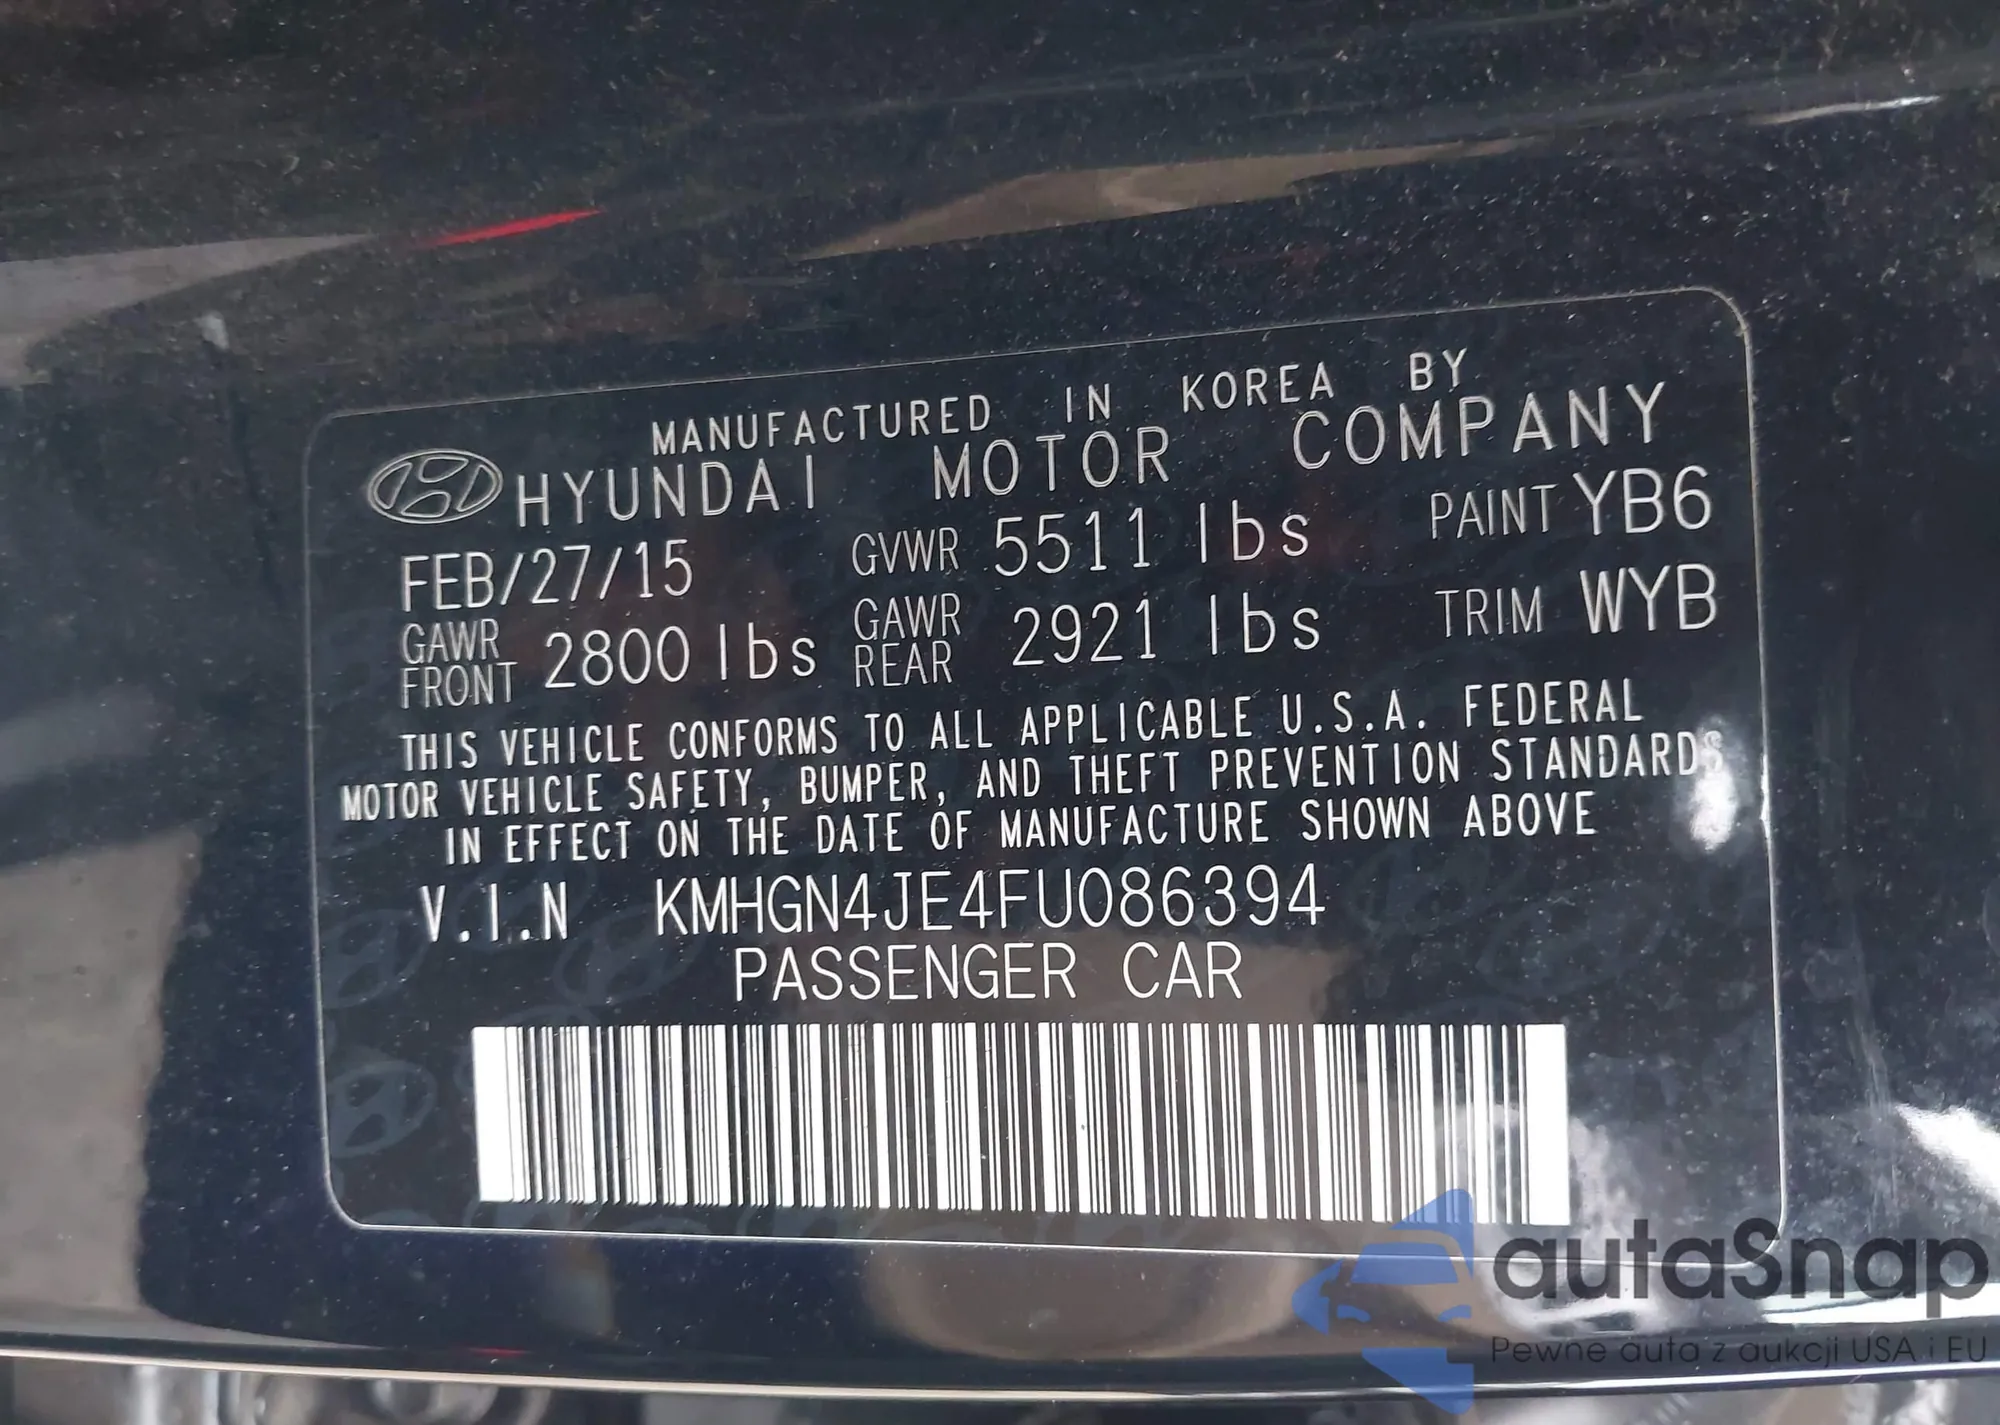 MANUFACTURED IN KOREA BY
HYUNDAI MOTOR COMPANY
FEB/27/15 GVWR 5511 lbs PAINT YB6
GAWR FRONT 2800 lbs GAWR REAR 2921 lbs TRIM WYB
THIS VEHICLE CONFORMS TO ALL APPLICABLE U.S.A. FEDERAL
MOTOR VEHICLE SAFETY, BUMPER, AND THEFT PREVENTION STANDARDS
IN EFFECT ON THE DATE OF MANUFACTURE SHOWN ABOVE
V.I.N KMHGN4JE4FU086394
PASSENGER CAR
autaSnap
Pewne auta z aukcji USA i EU